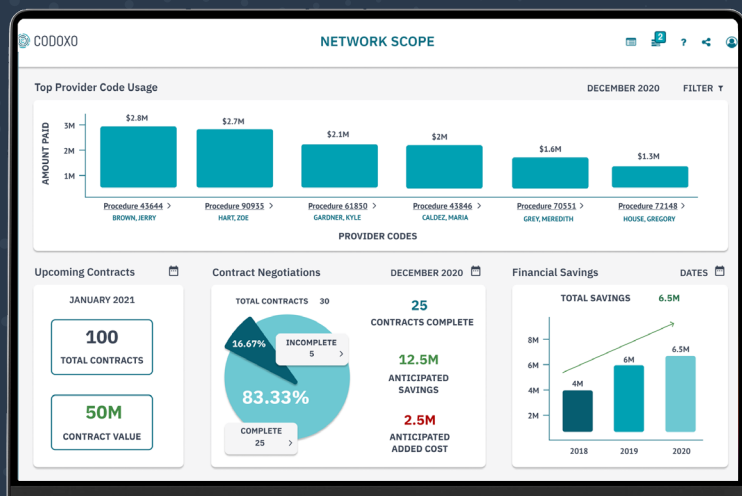 CODOXO
NETWORK SCOPE
2
?
Top Provider Code Usage
DECEMBER 2020
FILTER
AMOUNT PAID
3M
2M
1M
$2.8M
$2.7M
$2.1M
$2M
$1.6M
$1.3M
Procedure 43644 >
Procedure 90935 >
Procedure 61850 >
Procedure 43846 >
Procedure 70551 >
Procedure 72148 >
BROWN, JERRY
HART, ZOE
GARDNER, KYLE
CALDEZ, MARIA
GREY, MEREDITH
HOUSE, GREGORY
PROVIDER CODES
Upcoming Contracts
JANUARY 2021
100
TOTAL CONTRACTS
50M
CONTRACT VALUE
Contract Negotiations
DECEMBER 2020
TOTAL CONTRACTS 30
16.67%
INCOMPLETE
5 >
83.33%
COMPLETE
25 >
25
CONTRACTS COMPLETE
12.5M
ANTICIPATED
SAVINGS
2.5M
ANTICIPATED
ADDED COST
Financial Savings
DATES
TOTAL SAVINGS 6.5M
8M
6M
4M
2M
4M
6M
6.5M
2018
2019
2020